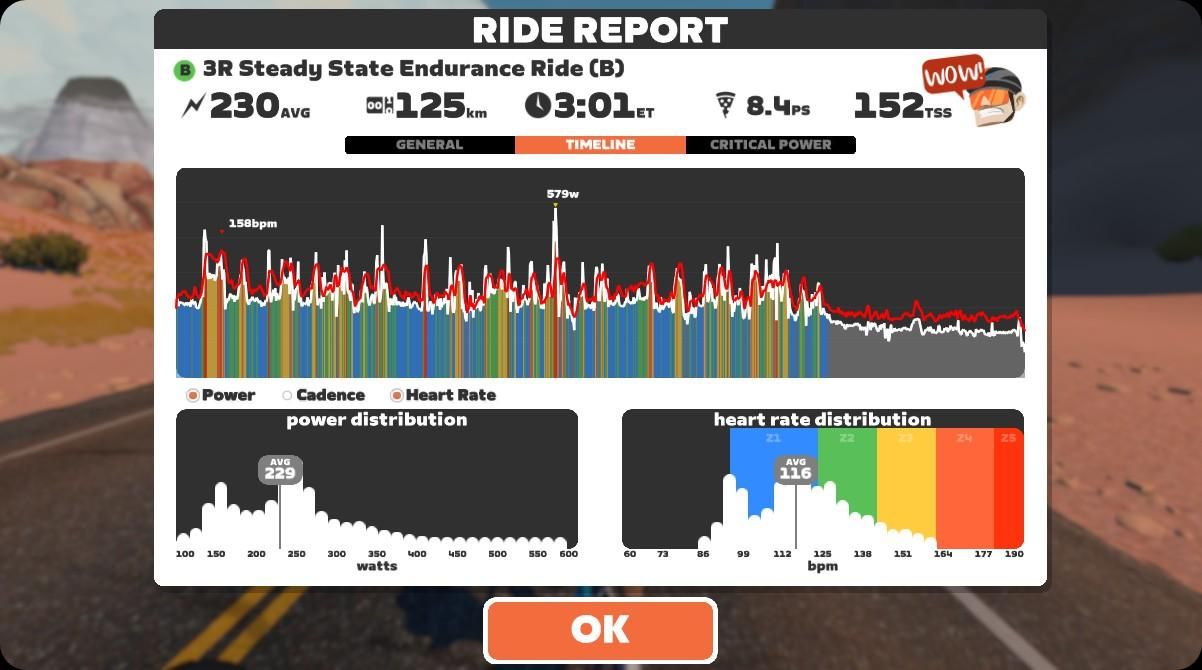 RIDE REPORT
B 3R Steady State Endurance Ride (B)
WOW!
230AVG 125km 3:01ET 8.4PS 152TSS
GENERAL TIMELINE CRITICAL POWER
579w
158bpm
Power Cadence Heart Rate
power distribution
AVG
229
100 150 200 250 300 350 400 450 500 550 600
watts
heart rate distribution
Z1 Z2 Z3 Z4 Z5
AVG
116
60 73 86 99 112 125 138 151 164 177 190
bpm
OK